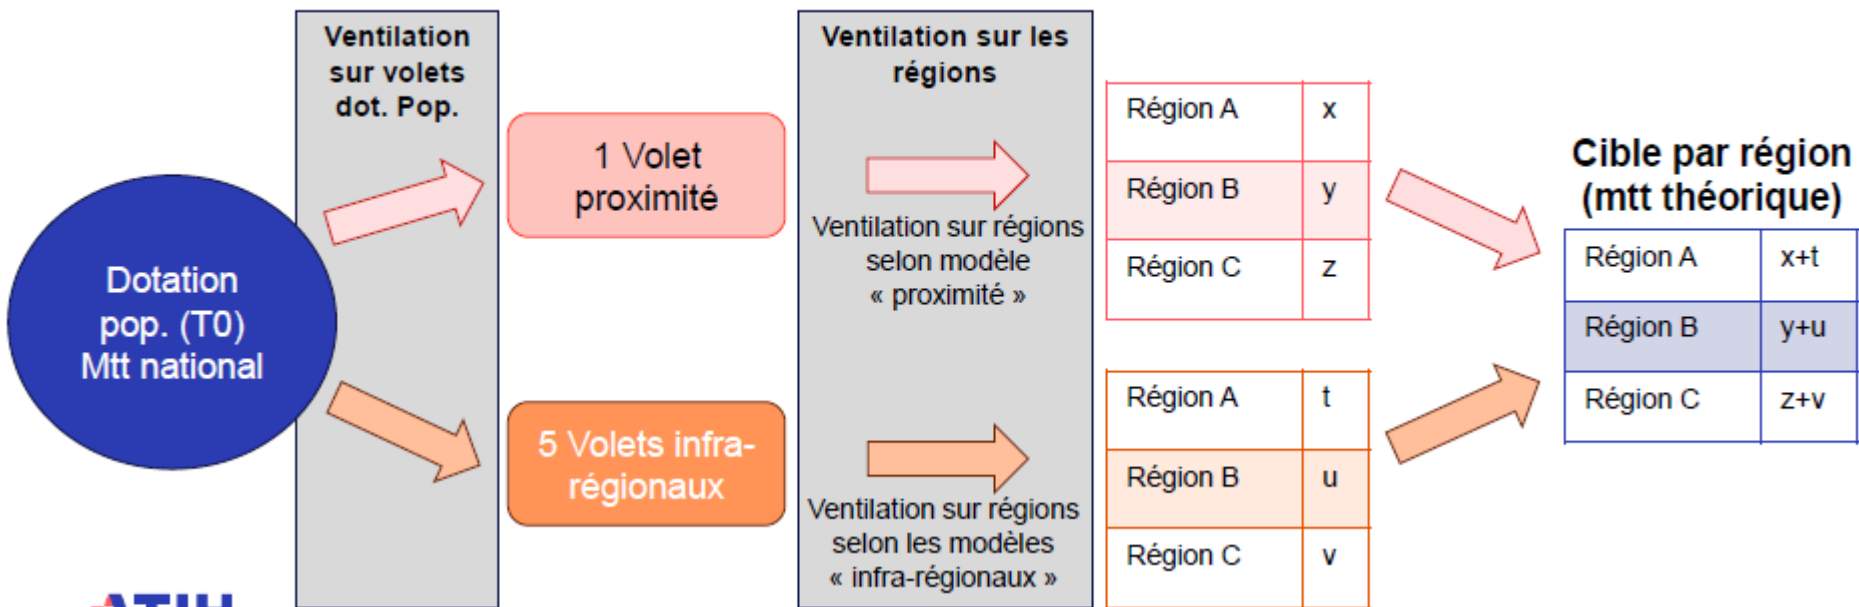 Ventilation
sur volets
dot. Pop.
Ventilation sur les
régions
Dotation
pop. (T0)
Mtt national
1 Volet
proximité
5 Volets infra-
régionaux
Ventilation sur régions
selon modèle
« proximité »
Ventilation sur régions
selon les modèles
« infra-régionaux »
Région A x
Région B y
Région C z
Région A t
Région B u
Région C v
Cible par région
(mtt théorique)
Région A x+t
Région B y+u
Région C z+v
ATIH